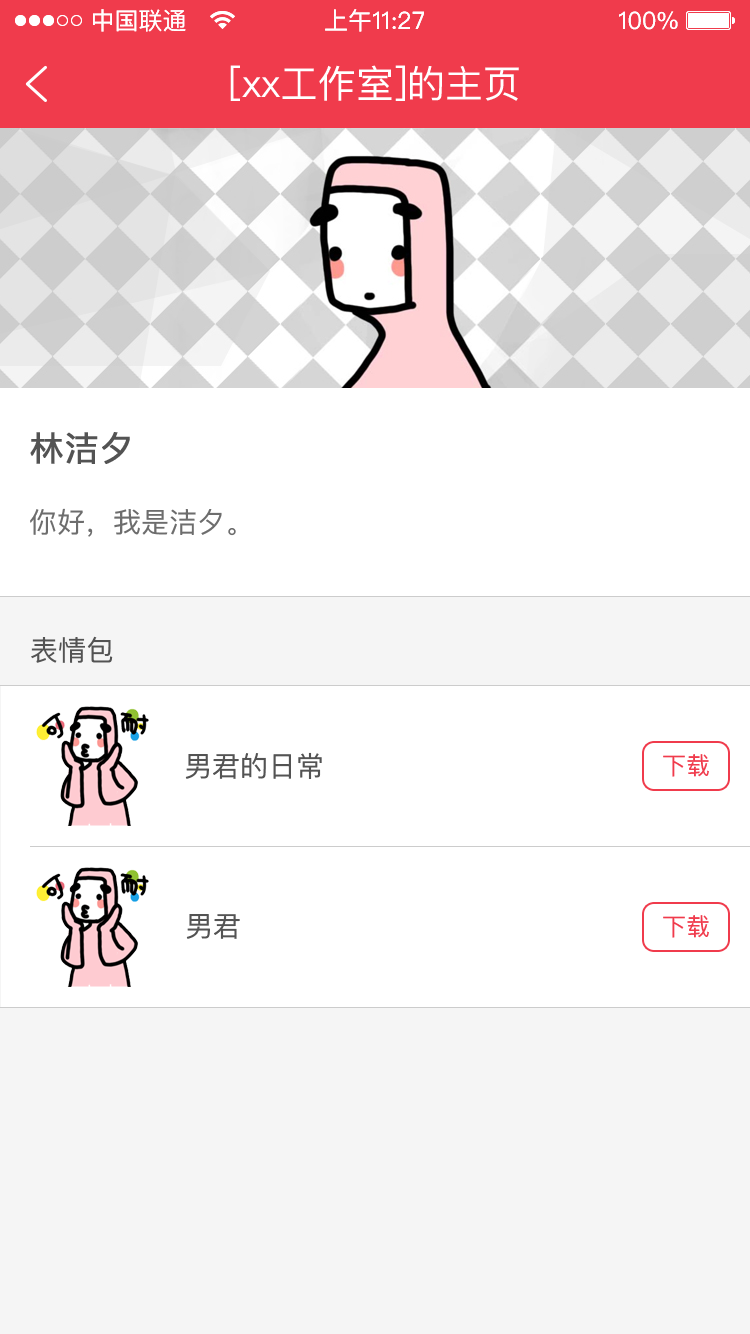 中国联通 上午11:27 100%
[xx工作室]的主页
林洁夕
你好，我是洁夕。
表情包
可 耐
男君的日常 下载
可 耐
男君 下载